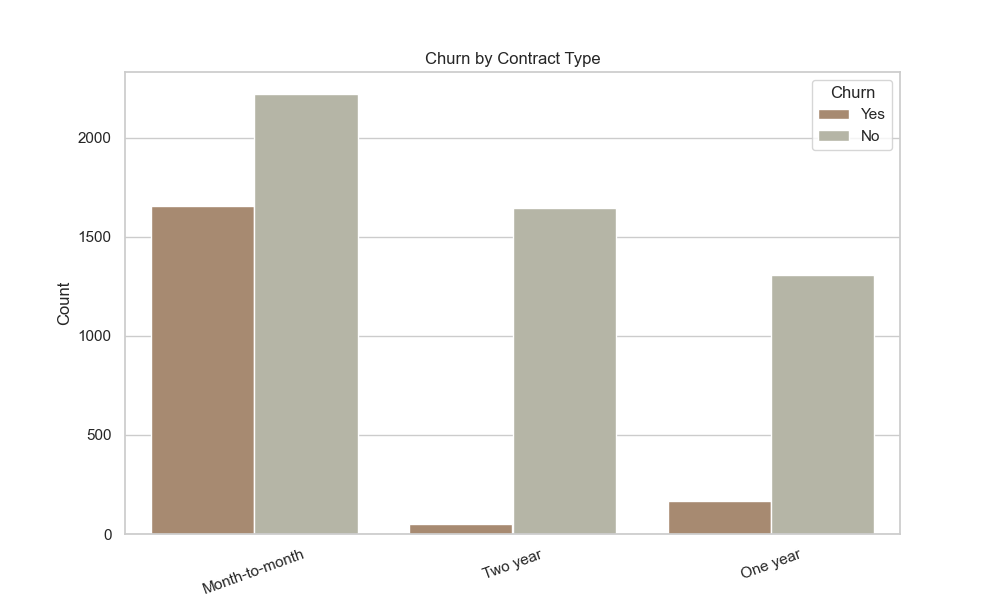 Churn by Contract Type
Churn
Yes
No
2000
1500
1000
500
0
Count
Month-to-month
Two year
One year